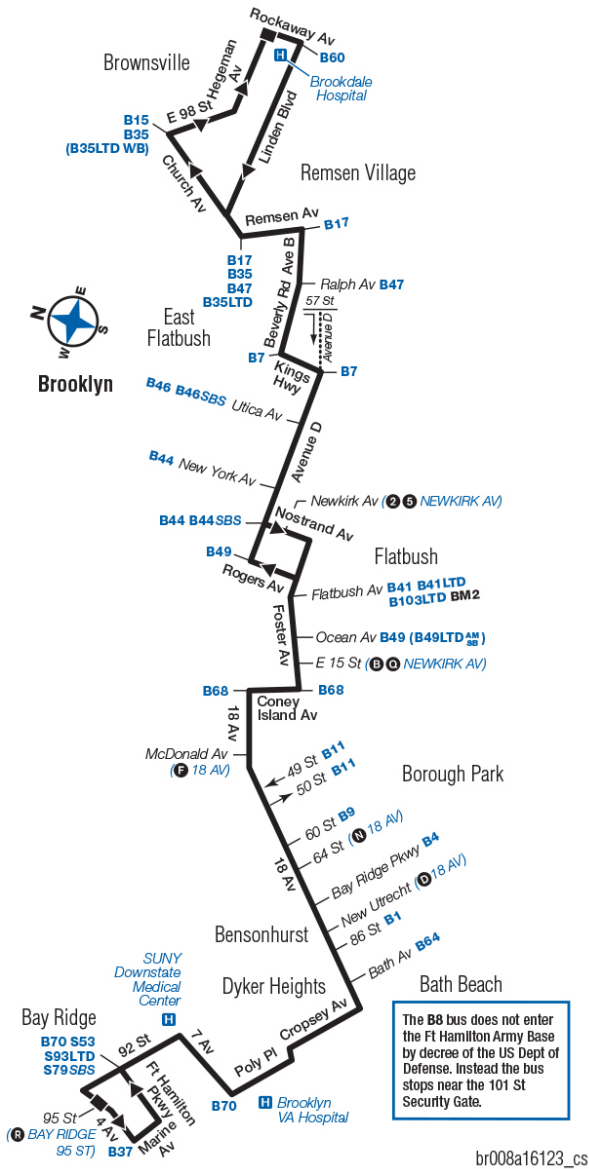 Rockaway Av
B60
Brownsville
Hegeman
Av
H
Brookdale
Hospital
E 98 St
B15
B35
(B35LTD WB)
Linden Blvd
Church Av
Remsen Village
Remsen Av
B17
B17
B35
B47
B35LTD
Ave B
Beverly Rd
Ralph Av B47
57 St
Avenue D
N
E
S
W
Brooklyn
East
Flatbush
B7
Kings
Hwy
B7
B46 B46SBS Utica Av
Avenue D
B44 New York Av
Newkirk Av (2 5 NEWKIRK AV)
B44 B44SBS
Nostrand Av
B49
Rogers Av
Flatbush
Flatbush Av B41 B41LTD
B103LTD BM2
Foster Av
Ocean Av B49 (B49LTD AM SB)
E 15 St (B Q NEWKIRK AV)
B68
B68
Coney
Island Av
18 Av
McDonald Av
(F 18 AV)
49 St B11
50 St B11
Borough Park
60 St B9
64 St (N 18 AV)
18 Av
Bay Ridge Pkwy B4
New Utrecht (D 18 AV)
86 St B1
Bensonhurst
Bath Av B64
SUNY
Downstate
Medical
Center
H
Dyker Heights
Bath Beach
Cropsey Av
Bay Ridge
B70 S53
S93LTD
S79SBS
92 St
7 Av
Poly Pl
B70
H Brooklyn
VA Hospital
Ft Hamilton
Pkwy
Marine
Av
95 St
(R BAY RIDGE
95 ST)
4 Av
B37
The B8 bus does not enter
the Ft Hamilton Army Base
by decree of the US Dept of
Defense. Instead the bus
stops near the 101 St
Security Gate.
br008a16123_cs